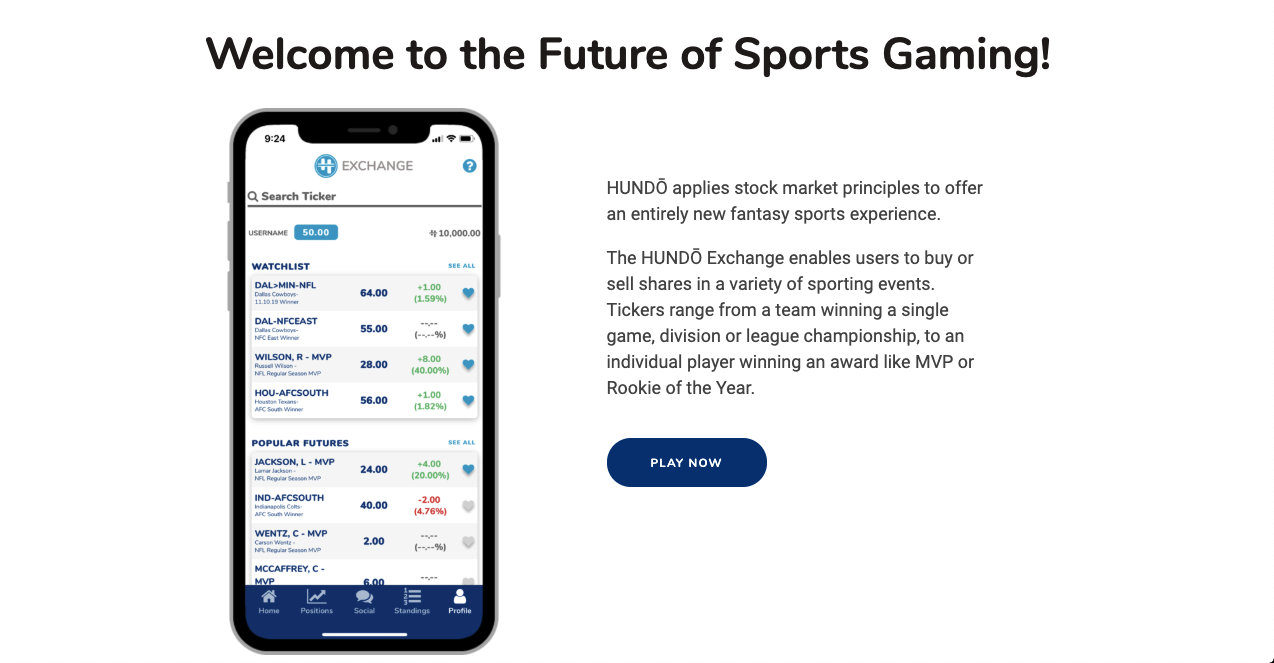 Welcome to the Future of Sports Gaming!
9:24
EXCHANGE
?
Search Ticker
USERNAME 50.00 10,000.00
WATCHLIST SEE ALL
DAL>MIN-NFL
Dallas Cowboys-
11.10.19 Winner
64.00
+1.00
(1.59%)
DAL-NFCEAST
Dallas Cowboys-
NFC East Winner
55.00
--.--
(--.--%)
WILSON, R - MVP
Russell Wilson -
NFL Regular Season MVP
28.00
+8.00
(40.00%)
HOU-AFCSOUTH
Houston Texans-
AFC South Winner
56.00
+1.00
(1.82%)
POPULAR FUTURES SEE ALL
JACKSON, L - MVP
Lamar Jackson -
NFL Regular Season MVP
24.00
+4.00
(20.00%)
IND-AFCSOUTH
Indianapolis Colts-
AFC South Winner
40.00
-2.00
(4.76%)
WENTZ, C - MVP
Carson Wentz -
NFL Regular Season MVP
2.00
--.--
(--.--%)
MCCAFFREY, C -
MVP
6.00
--.--
Home Positions Social Standings Profile
HUNDŌ applies stock market principles to offer
an entirely new fantasy sports experience.
The HUNDŌ Exchange enables users to buy or
sell shares in a variety of sporting events.
Tickers range from a team winning a single
game, division or league championship, to an
individual player winning an award like MVP or
Rookie of the Year.
PLAY NOW